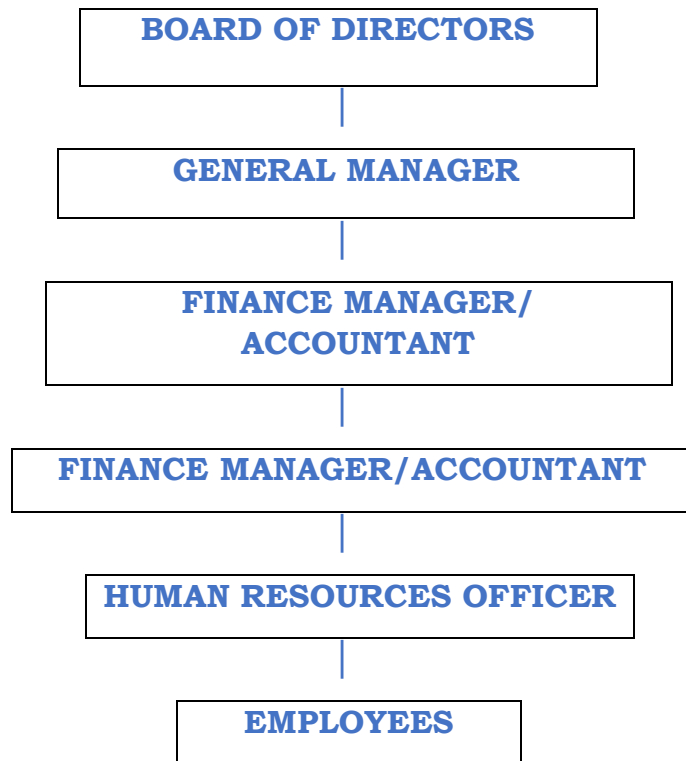 BOARD OF DIRECTORS
GENERAL MANAGER
FINANCE MANAGER/
ACCOUNTANT
FINANCE MANAGER/ACCOUNTANT
HUMAN RESOURCES OFFICER
EMPLOYEES